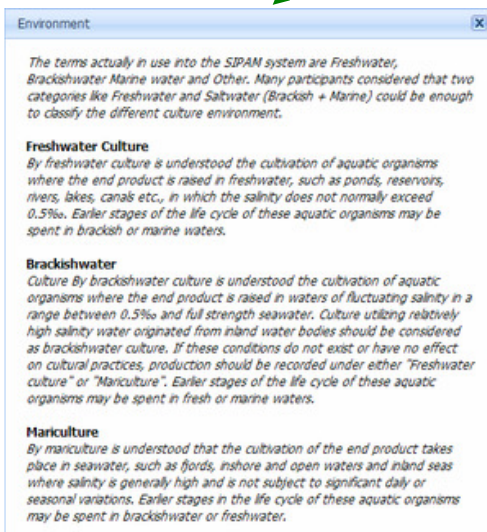 Environment
The terms actually in use into the SIPAM system are Freshwater,
Brackishwater Marine water and Other. Many participants considered that two
categories like Freshwater and Saltwater (Brackish + Marine) could be enough
to classify the different culture environment.
Freshwater Culture
By freshwater culture is understood the cultivation of aquatic organisms
where the end product is raised in freshwater, such as ponds, reservoirs,
rivers, lakes, canals etc., in which the salinity does not normally exceed
0.5‰. Earlier stages of the life cycle of these aquatic organisms may be
spent in brackish or marine waters.
Brackishwater
Culture By brackishwater culture is understood the cultivation of aquatic
organisms where the end product is raised in waters of fluctuating salinity in a
range between 0.5‰ and full strength seawater. Culture utilizing relatively
high salinity water originated from inland water bodies should be considered
as brackishwater culture. If these conditions do not exist or have no effect
on cultural practices, production should be recorded under either "Freshwater
culture" or "Mariculture". Earlier stages of the life cycle of these aquatic
organisms may be spent in fresh or marine waters.
Mariculture
By mariculture is understood that the cultivation of the end product takes
place in seawater, such as fjords, inshore and open waters and inland seas
where salinity is generally high and is not subject to significant daily or
seasonal variations. Earlier stages in the life cycle of these aquatic organisms
may be spent in brackishwater or freshwater.